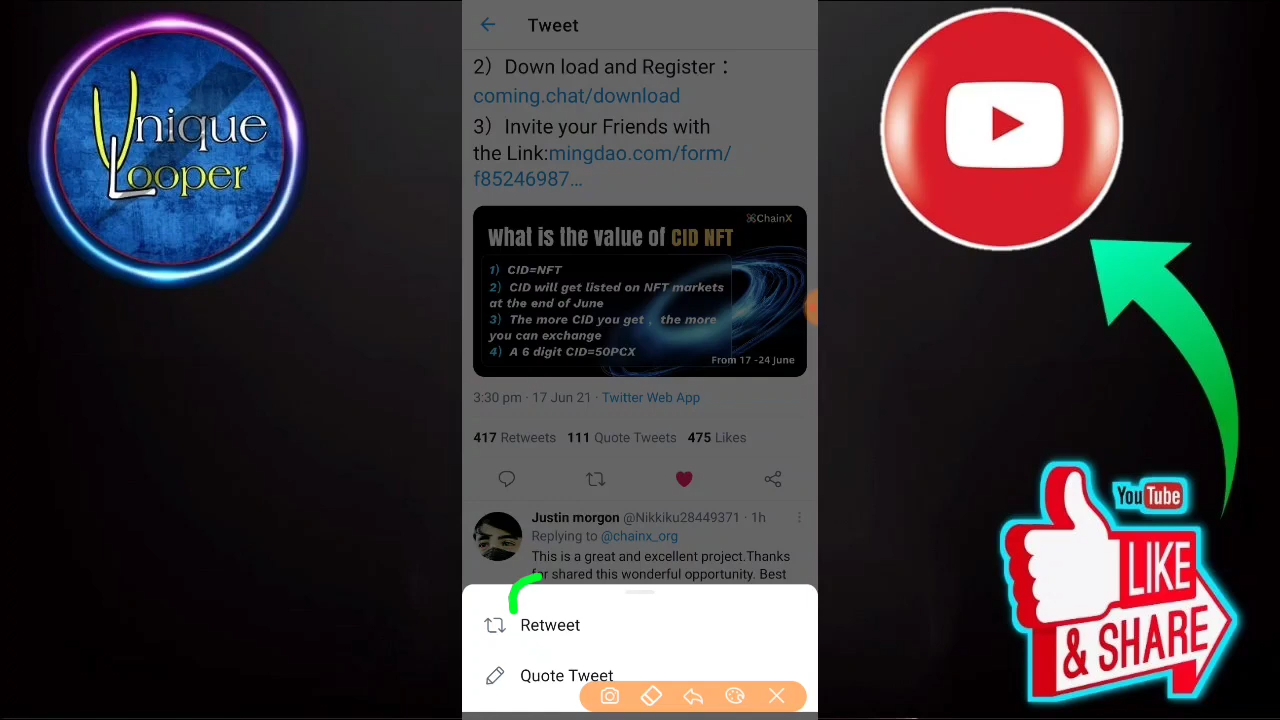 Unique
Looper
Tweet
2) Down load and Register :
coming.chat/download
3) Invite your Friends with
the Link:mingdao.com/form/
f85246987...
ChainX
What is the value of CID NFT
1) CID=NFT
2) CID will get listed on NFT markets
at the end of June
3) The more CID you get , the more
you can exchange
4) A 6 digit CID=50PCX
From 17 -24 June
3:30 pm · 17 Jun 21 · Twitter Web App
417 Retweets 111 Quote Tweets 475 Likes
Justin morgon @Nikkiku28449371 · 1h
Replying to @chainx_org
This is a great and excellent project.Thanks
for shared this wonderful opportunity. Best
Retweet
Quote Tweet
YouTube
LIKE
& SHARE